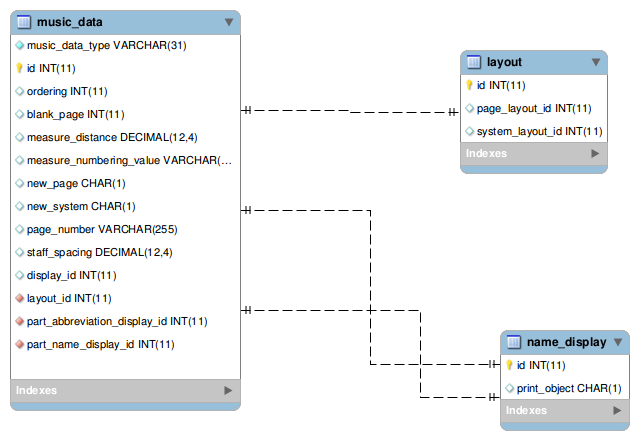 music_data
music_data_type VARCHAR(31)
id INT(11)
ordering INT(11)
blank_page INT(11)
measure_distance DECIMAL(12,4)
measure_numbering_value VARCHAR(...
new_page CHAR(1)
new_system CHAR(1)
page_number VARCHAR(255)
staff_spacing DECIMAL(12,4)
display_id INT(11)
layout_id INT(11)
part_abbreviation_display_id INT(11)
part_name_display_id INT(11)
Indexes
layout
id INT(11)
page_layout_id INT(11)
system_layout_id INT(11)
Indexes
name_display
id INT(11)
print_object CHAR(1)
Indexes